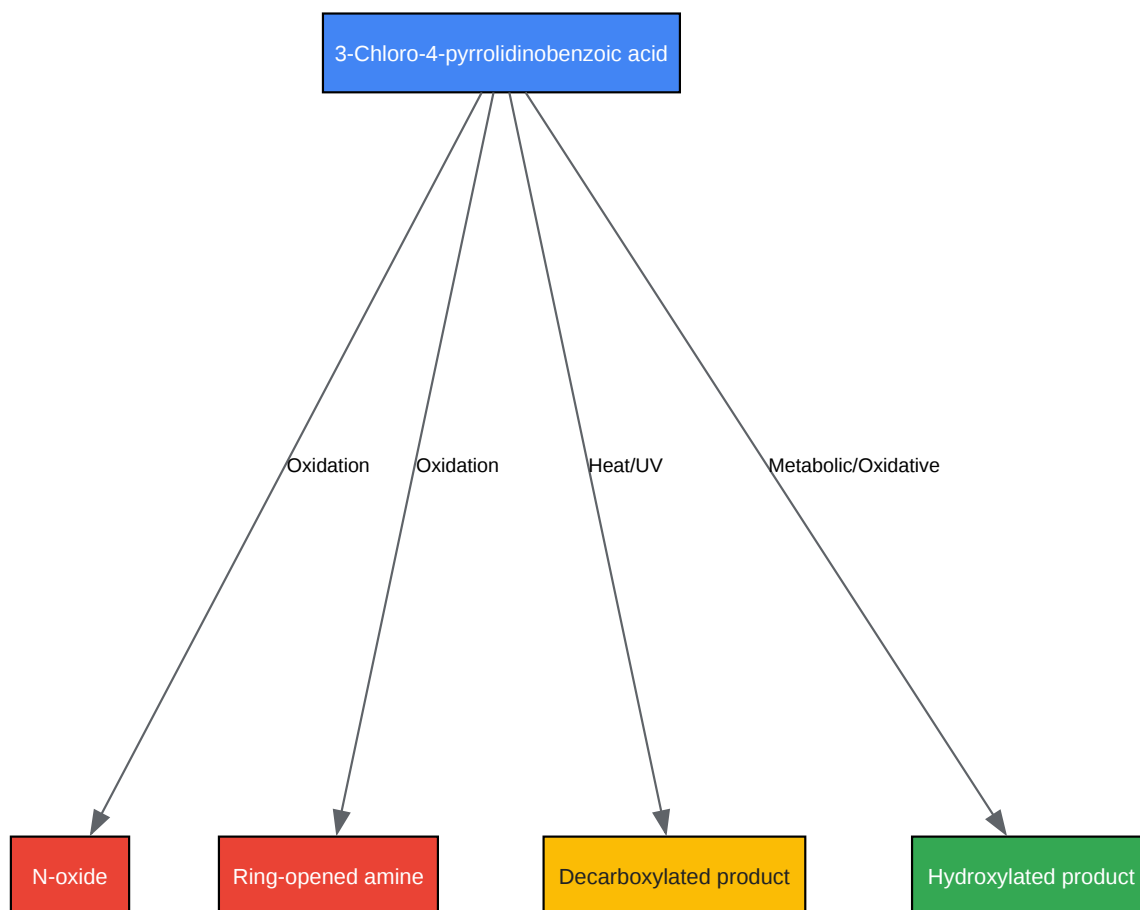 3-Chloro-4-pyrrolidinobenzoic acid
Oxidation
Oxidation
Heat/UV
Metabolic/Oxidative
N-oxide
Ring-opened amine
Decarboxylated product
Hydroxylated product